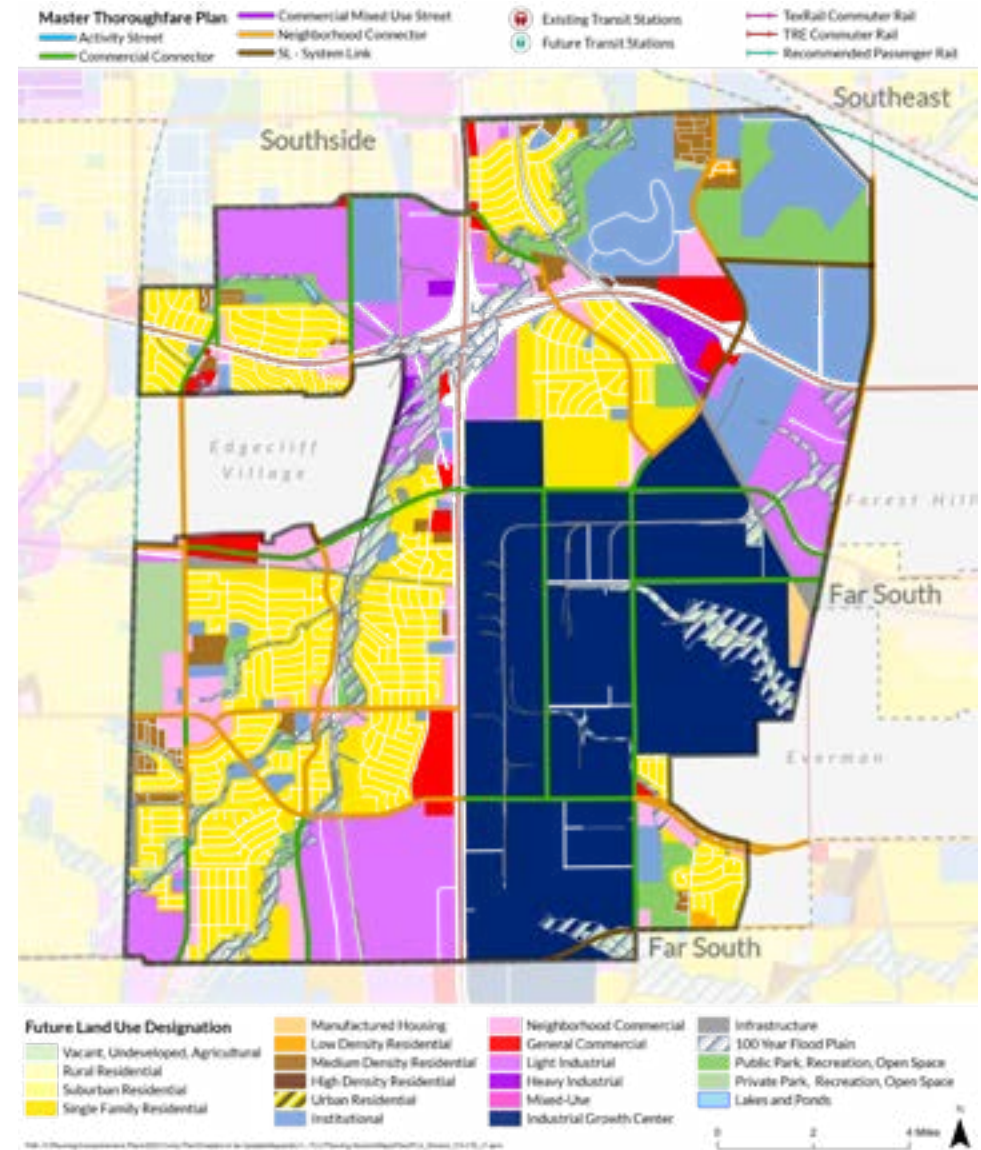 Master Thoroughfare Plan
Activity Street
Commercial Connector
Commercial Mixed Use Street
Neighborhood Connector
SL - System Link
Existing Transit Stations
Future Transit Stations
TexRail Commuter Rail
TRE Commuter Rail
Recommended Passenger Rail
Southeast
Southside
Edgecliff
Village
Forest Hill
Far South
Everman
Far South
Future Land Use Designation
Vacant, Undeveloped, Agricultural
Rural Residential
Suburban Residential
Single Family Residential
Manufactured Housing
Low Density Residential
Medium Density Residential
High Density Residential
Urban Residential
Institutional
Neighborhood Commercial
General Commercial
Light Industrial
Heavy Industrial
Mixed-Use
Industrial Growth Center
Infrastructure
100 Year Flood Plain
Public Park, Recreation, Open Space
Private Park, Recreation, Open Space
Lakes and Ponds
N
0 2 4 Miles